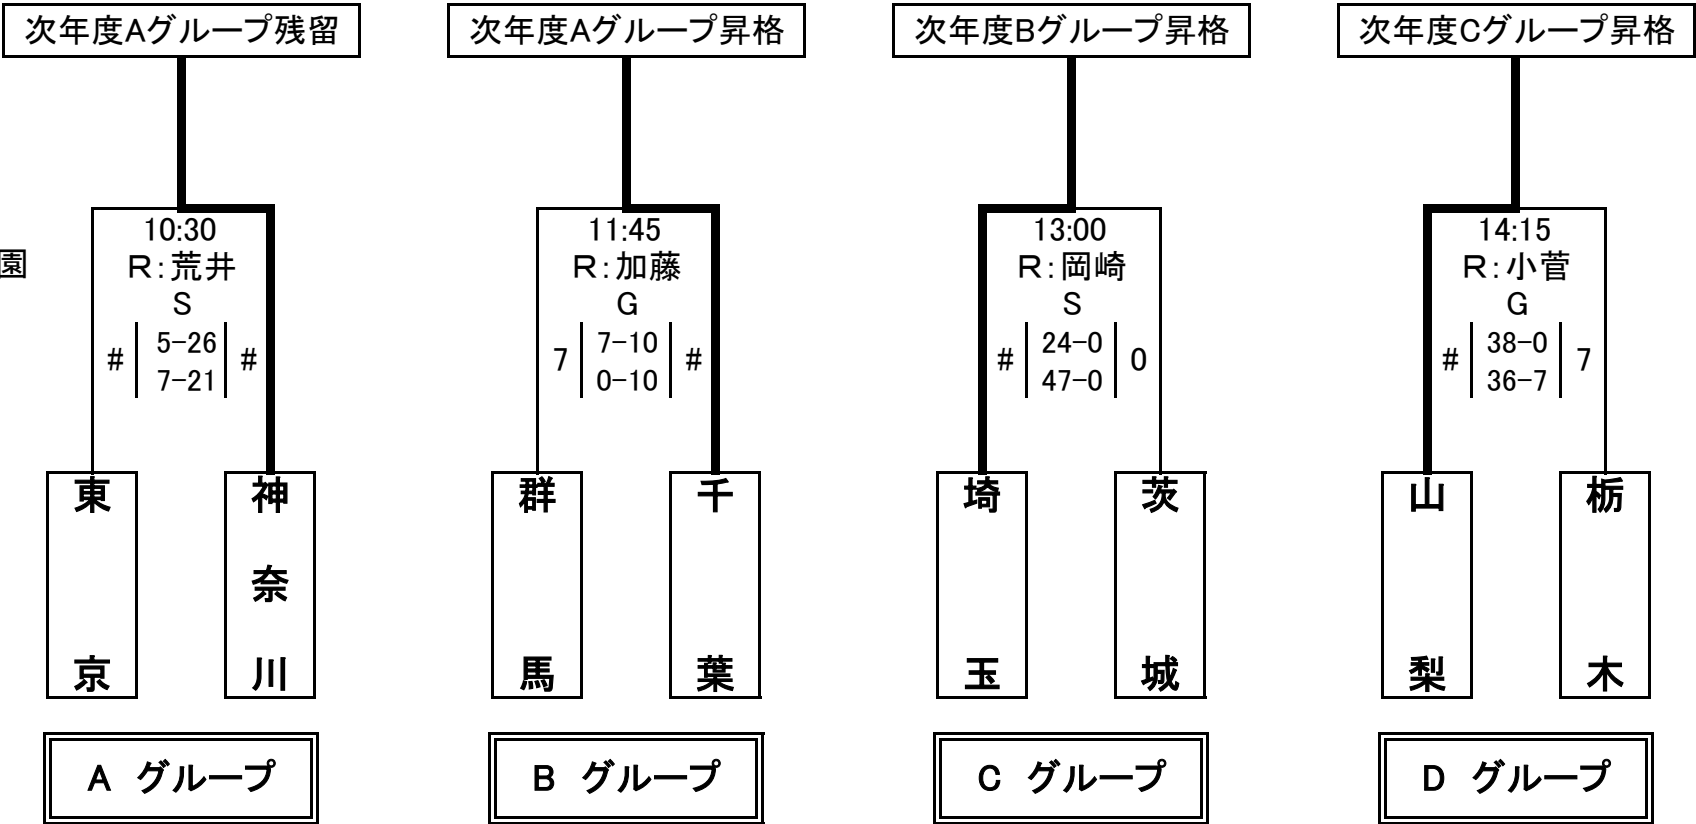 次年度Aグループ残留
次年度Aグループ昇格
次年度Bグループ昇格
次年度Cグループ昇格
園
10:30
R:荒井
S
# 5-26 #
7-21
11:45
R:加藤
G
7 7-10 #
0-10
13:00
R:岡崎
S
# 24-0 0
47-0
14:15
R:小菅
G
# 38-0 7
36-7
東京
神奈川
群馬
千葉
埼玉
茨城
山梨
栃木
A グループ
B グループ
C グループ
D グループ